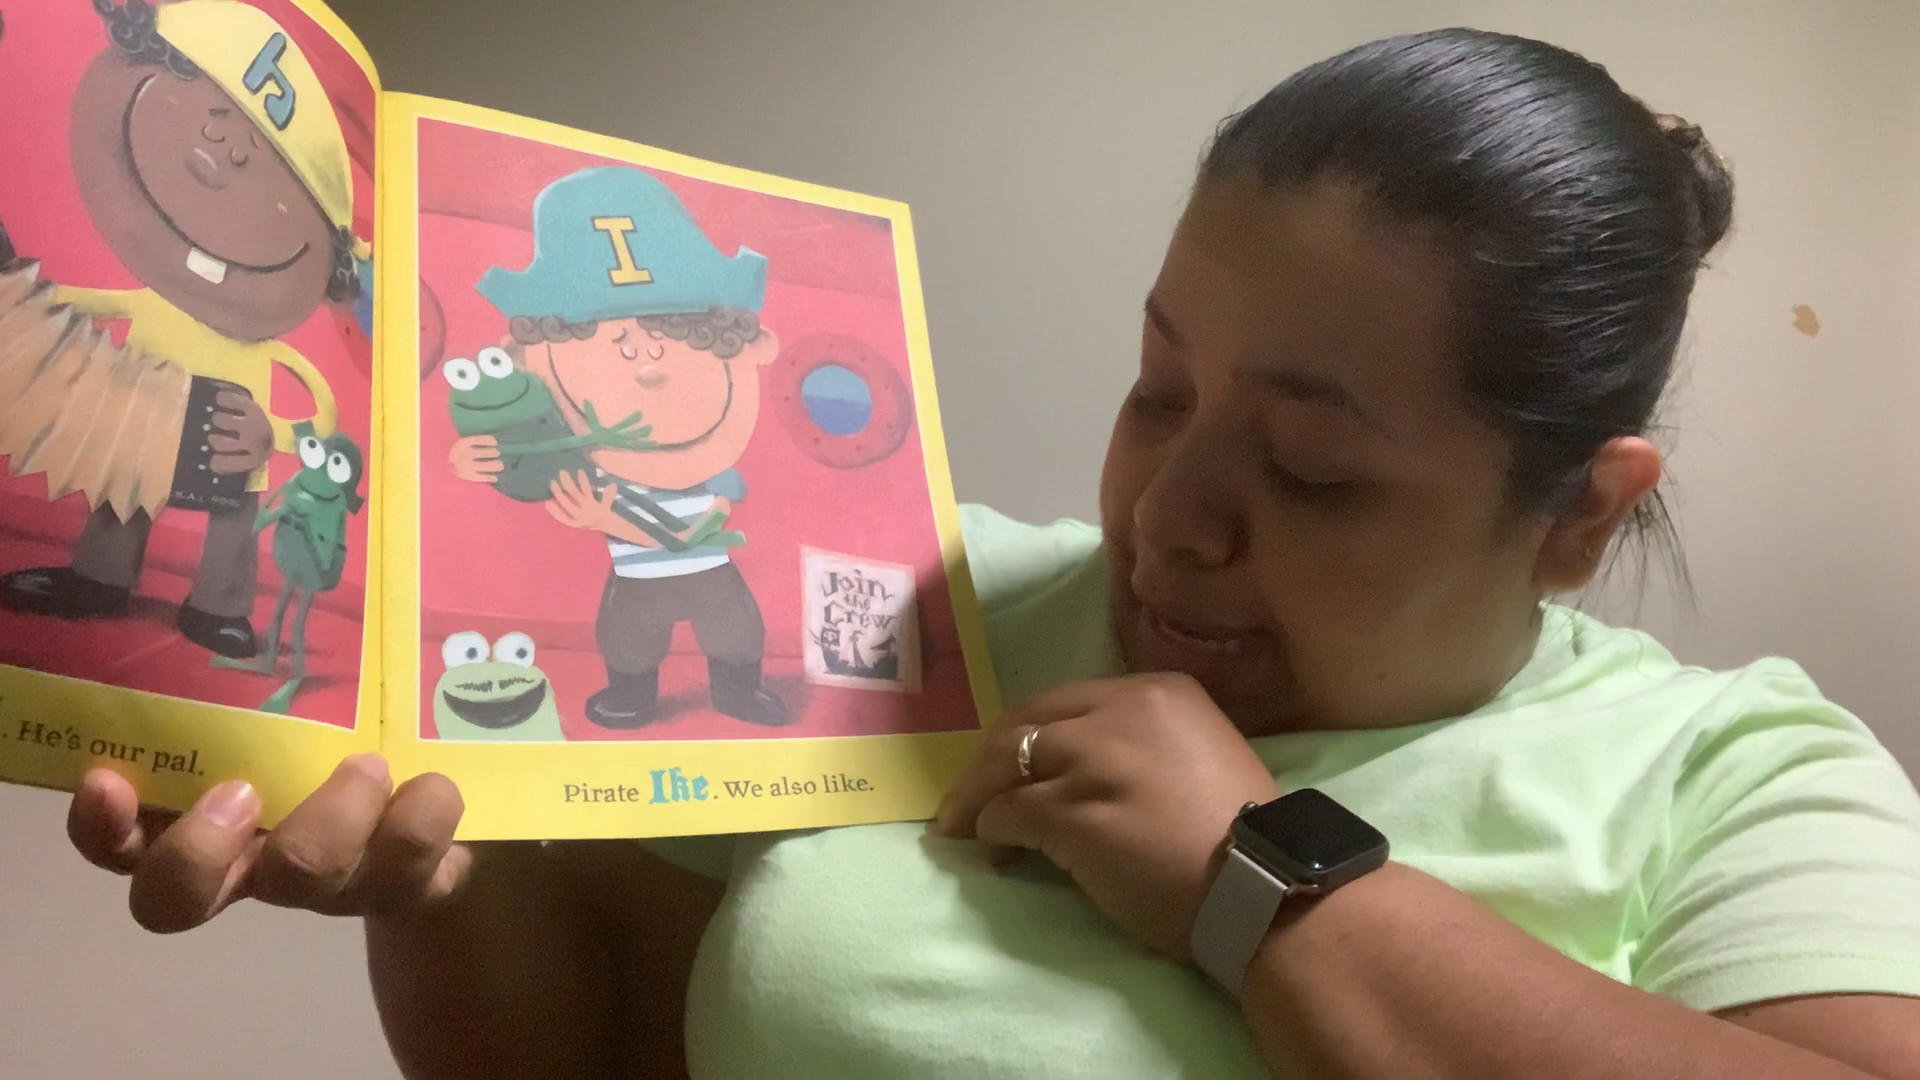 He's our pal.
I
Join
the
Crew
Pirate Ike. We also like.